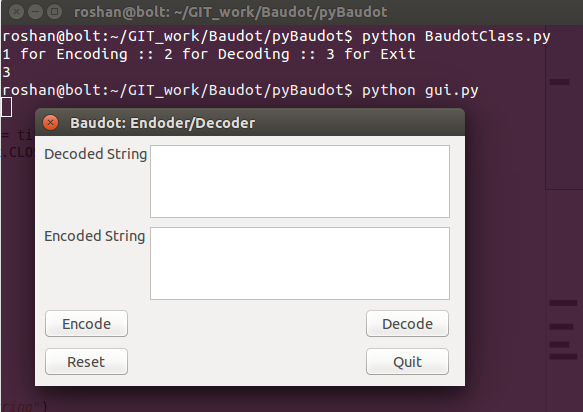 roshan@bolt: ~/GIT_work/Baudot/pyBaudot
roshan@bolt:~/GIT_work/Baudot/pyBaudot$ python BaudotClass.py
1 for Encoding :: 2 for Decoding :: 3 for Exit
3
roshan@bolt:~/GIT_work/Baudot/pyBaudot$ python gui.py
Baudot: Endoder/Decoder
= ti
.CLOS
Decoded String
Encoded String
Encode Decode
Reset Quit